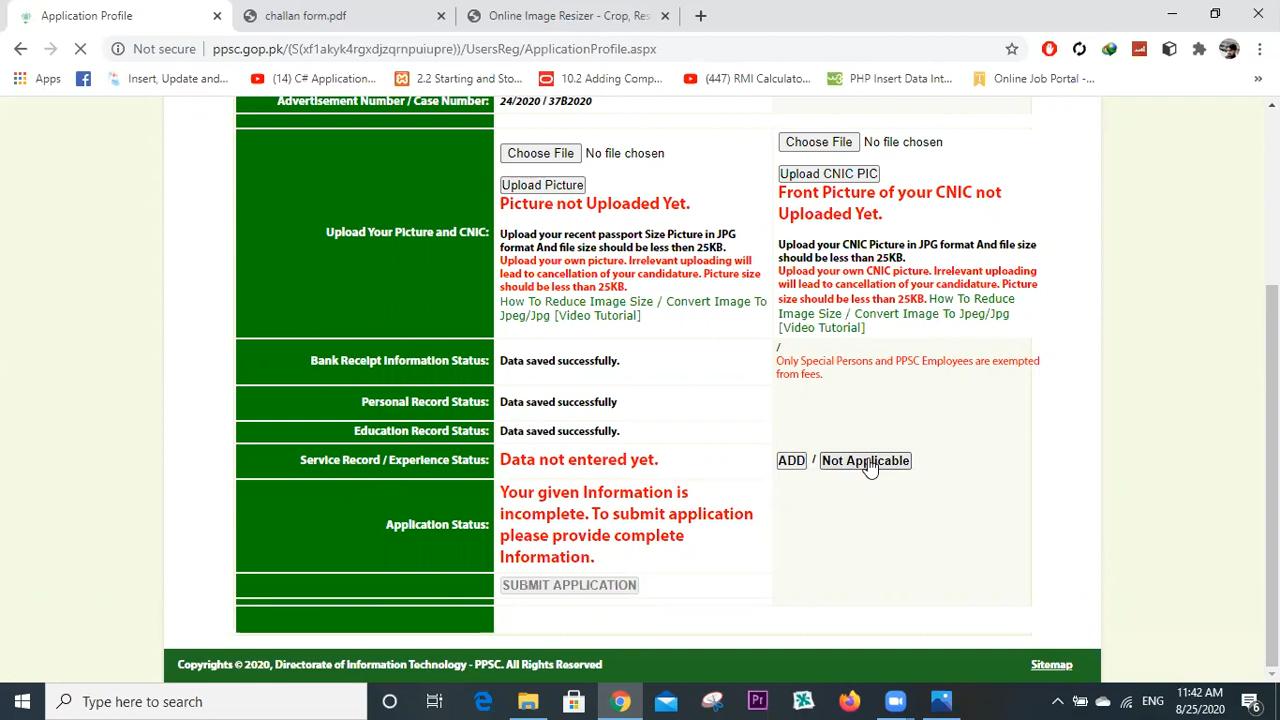 Application Profile
challan form.pdf
Online Image Resizer - Crop, Res
Not secure
ppsc.gop.pk/(S(xf1akyk4rgxdjzqrnpuiupre))/UsersReg/ApplicationProfile.aspx
Apps
Insert, Update and...
(14) C# Application...
2.2 Starting and Sto...
10.2 Adding Comp...
(447) RMI Calculato...
PHP Insert Data Int...
Online Job Portal -...
»
Advertisement Number / Case Number:
24/2020 / 37B2020
Upload Your Picture and CNIC:
Choose File No file chosen
Upload Picture
Picture not Uploaded Yet.
Upload your recent passport Size Picture in JPG
format And file size should be less then 25KB.
Upload your own picture. Irrelevant uploading will
lead to cancellation of your candidature. Picture size
should be less than 25KB.
How To Reduce Image Size / Convert Image To
Jpeg/Jpg [Video Tutorial]
Choose File No file chosen
Upload CNIC PIC
Front Picture of your CNIC not
Uploaded Yet.
Upload your CNIC Picture in JPG format And file size
should be less than 25KB.
Upload your own CNIC picture. Irrelevant uploading
will lead to cancellation of your candidature. Picture
size should be less than 25KB. How To Reduce
Image Size / Convert Image To Jpeg/Jpg
[Video Tutorial]
Bank Receipt Information Status:
Data saved successfully.
/
Only Special Persons and PPSC Employees are exempted
from fees.
Personal Record Status:
Data saved successfully
Education Record Status:
Data saved successfully.
Service Record / Experience Status:
Data not entered yet.
ADD / Not Applicable
Application Status:
Your given Information is
incomplete. To submit application
please provide complete
Information.
SUBMIT APPLICATION
Copyrights © 2020, Directorate of Information Technology - PPSC. All Rights Reserved
Sitemap
Type here to search
Pr
ENG
11:42 AM
8/25/2020
6